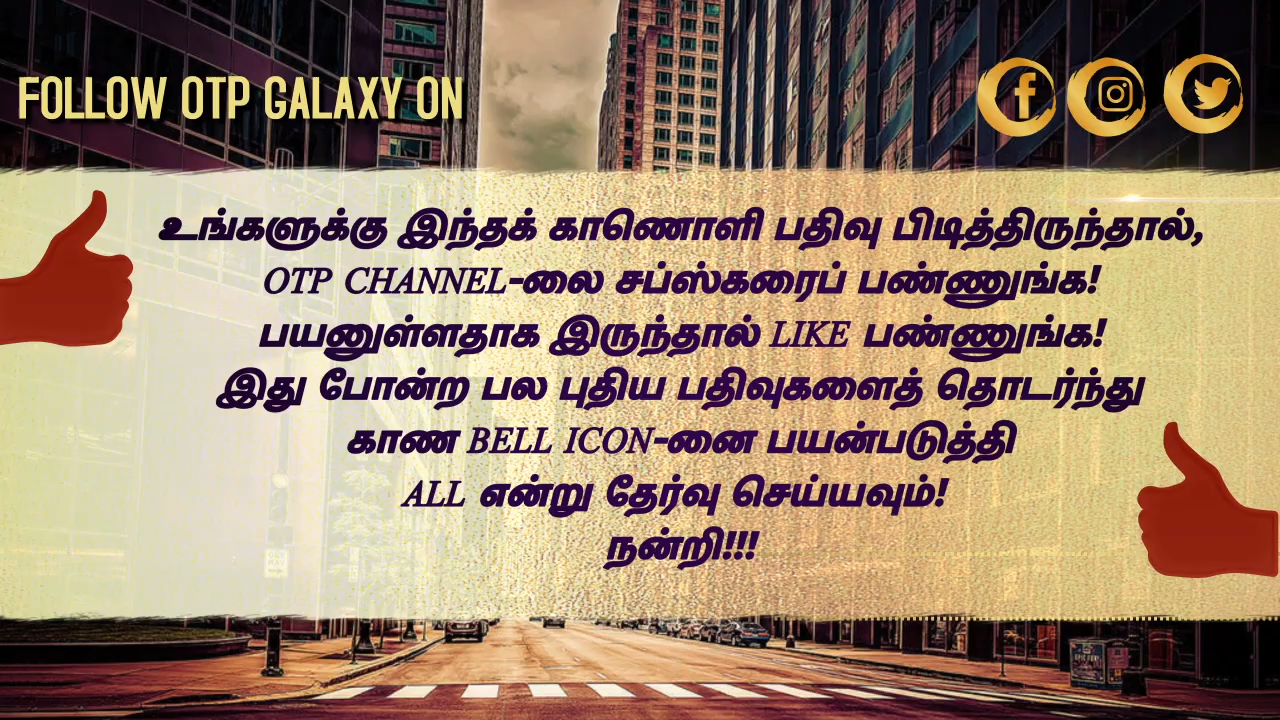 FOLLOW OTP GALAXY ON
உங்களுக்கு இந்தக் காணொளி பதிவு பிடித்திருந்தால்,
OTP CHANNEL-லை சப்ஸ்கரைப் பண்ணுங்க!
பயனுள்ளதாக இருந்தால் LIKE பண்ணுங்க!
இது போன்ற பல புதிய பதிவுகளைத் தொடர்ந்து
காண BELL ICON-னை பயன்படுத்தி
ALL என்று தேர்வு செய்யவும்!
நன்றி!!!